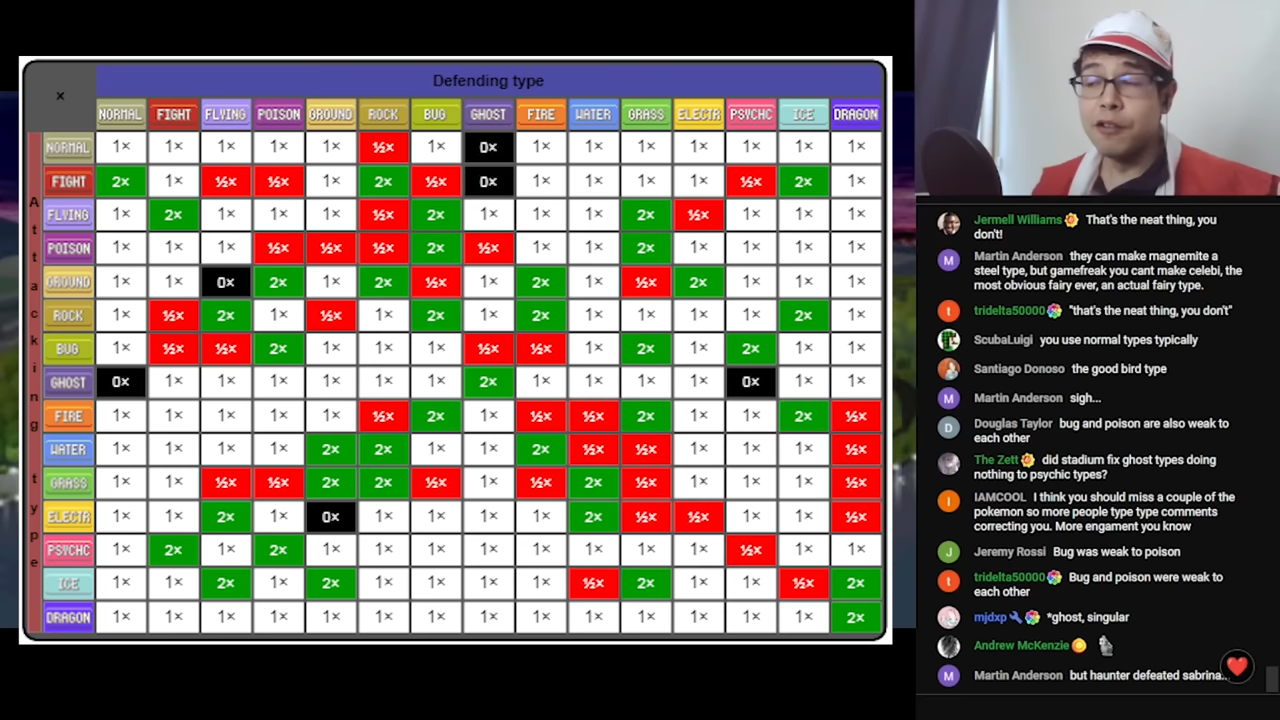 Defending type
×
NORMAL FIGHT FLYING POISON GROUND ROCK BUG GHOST FIRE WATER GRASS ELECTR PSYCHC ICE DRAGON
Attacking type
NORMAL 1× 1× 1× 1× 1× ½× 1× 0× 1× 1× 1× 1× 1× 1× 1×
FIGHT 2× 1× ½× ½× 1× 2× ½× 0× 1× 1× 1× 1× ½× 2× 1×
FLYING 1× 2× 1× 1× 1× ½× 2× 1× 1× 1× 2× ½× 1× 1× 1×
POISON 1× 1× 1× ½× ½× ½× 2× ½× 1× 1× 2× 1× 1× 1× 1×
GROUND 1× 1× 0× 2× 1× 2× ½× 1× 2× 1× ½× 2× 1× 1× 1×
ROCK 1× ½× 2× 1× ½× 1× 2× 1× 2× 1× 1× 1× 1× 2× 1×
BUG 1× ½× ½× 2× 1× 1× 1× ½× ½× 1× 2× 1× 2× 1× 1×
GHOST 0× 1× 1× 1× 1× 1× 1× 2× 1× 1× 1× 1× 0× 1× 1×
FIRE 1× 1× 1× 1× 1× ½× 2× 1× ½× ½× 2× 1× 1× 2× ½×
WATER 1× 1× 1× 1× 2× 2× 1× 1× 2× ½× ½× 1× 1× 1× ½×
GRASS 1× 1× ½× ½× 2× 2× ½× 1× ½× 2× ½× 1× 1× 1× ½×
ELECTR 1× 1× 2× 1× 0× 1× 1× 1× 1× 2× ½× ½× 1× 1× ½×
PSYCHC 1× 2× 1× 2× 1× 1× 1× 1× 1× 1× 1× 1× ½× 1× 1×
ICE 1× 1× 2× 1× 2× 1× 1× 1× 1× ½× 2× 1× 1× ½× 2×
DRAGON 1× 1× 1× 1× 1× 1× 1× 1× 1× 1× 1× 1× 1× 1× 2×
Jermell Williams That's the neat thing, you
don't!
M Martin Anderson they can make magnemite a
steel type, but gamefreak you cant make celebi, the
most obvious fairy ever, an actual fairy type.
t tridelta50000 "that's the neat thing, you don't"
ScubaLuigi you use normal types typically
Santiago Donoso the good bird type
M Martin Anderson sigh...
D Douglas Taylor bug and poison are also weak to
each other
The Zett did stadium fix ghost types doing
nothing to psychic types?
I IAMCOOL I think you should miss a couple of the
pokemon so more people type type comments
correcting you. More engament you know
J Jeremy Rossi Bug was weak to poison
t tridelta50000 Bug and poison were weak to
each other
mjdxp *ghost, singular
Andrew McKenzie
M Martin Anderson but haunter defeated sabrina...